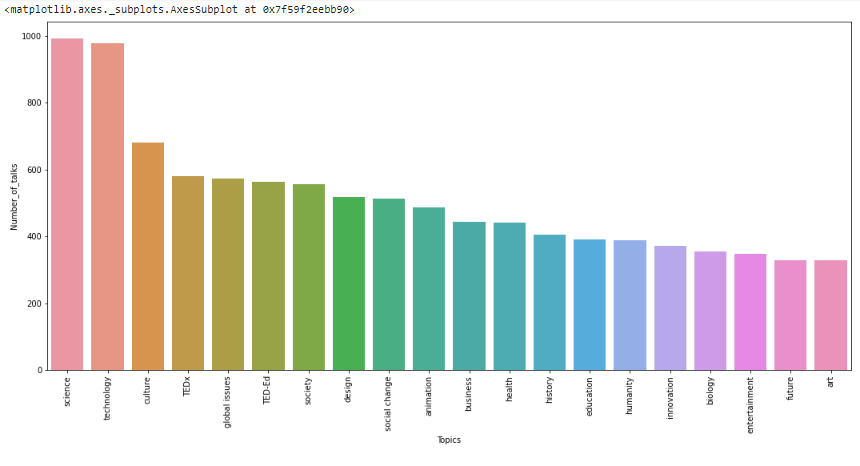 <matplotlib.axes._subplots.AxesSubplot at 0x7f59f2eebb90>
1000
800
600
400
200
0
Number_of_talks
science
technology
culture
TEDx
global issues
TED-Ed
society
design
social change
animation
business
health
history
education
humanity
innovation
biology
entertainment
future
art
Topics